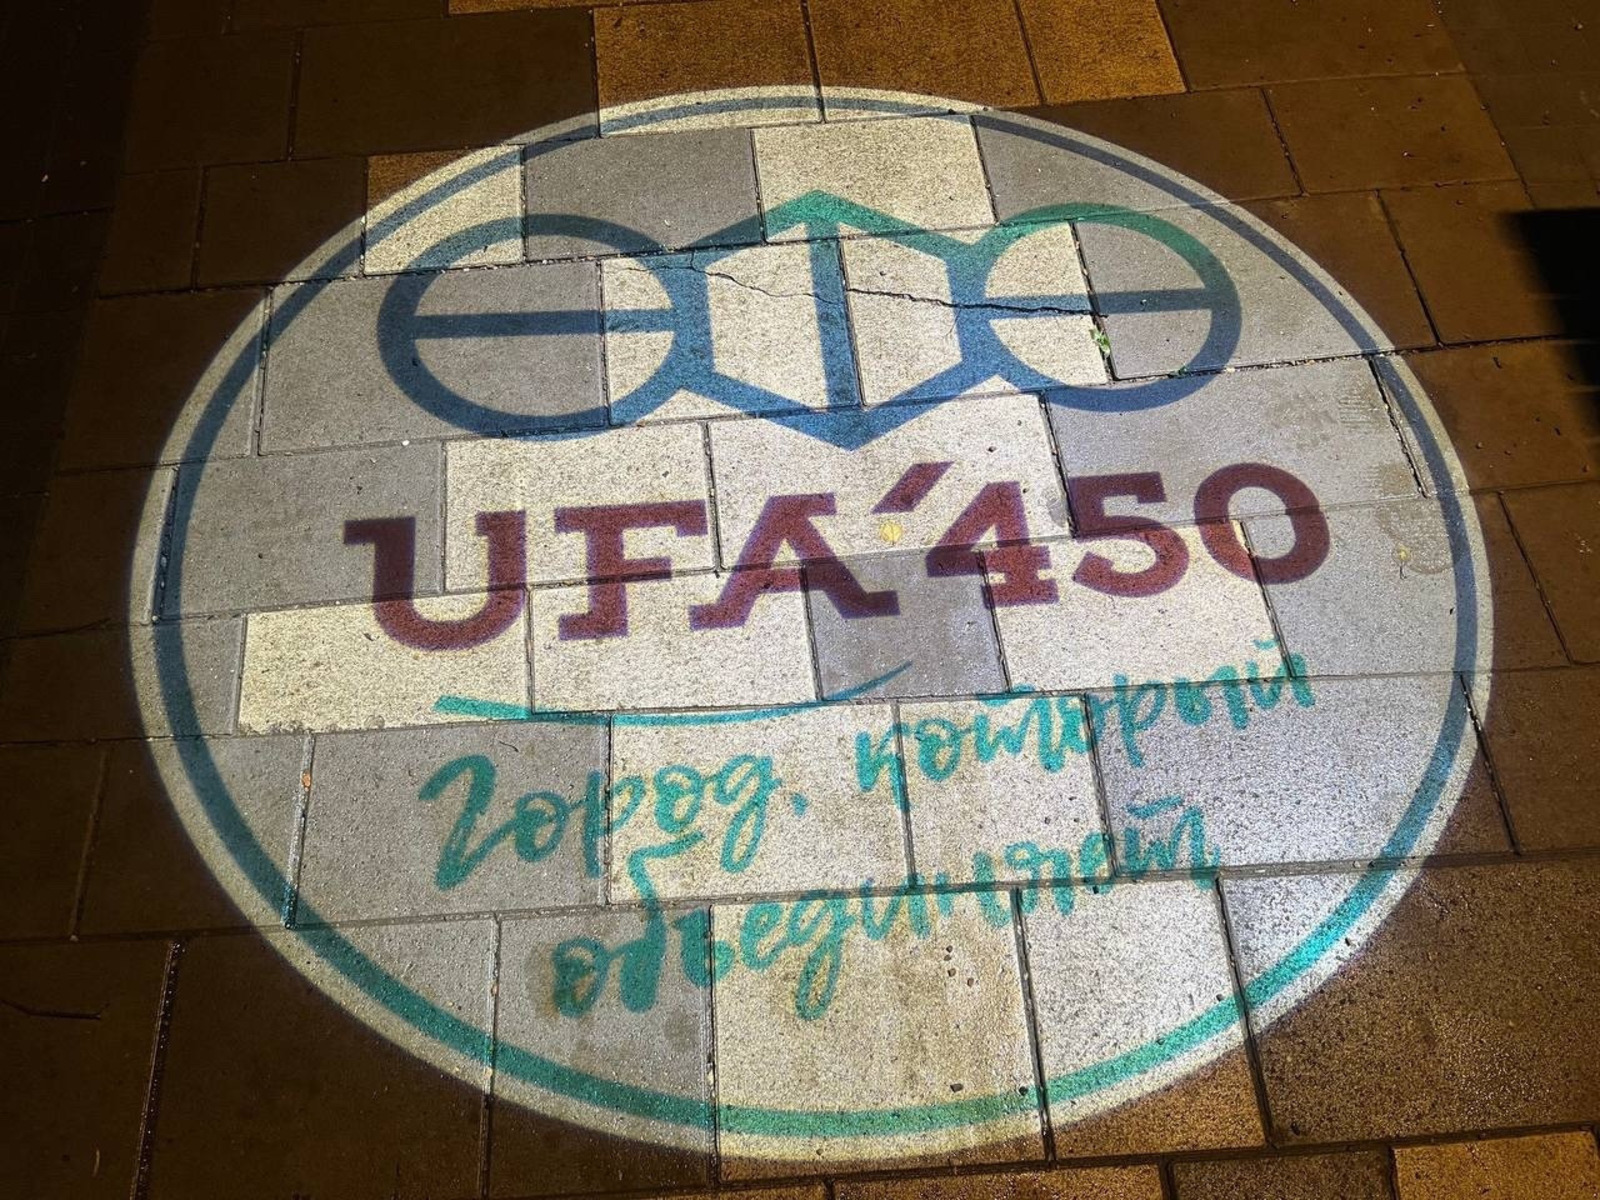 UFA'450
Город, который
объединяет